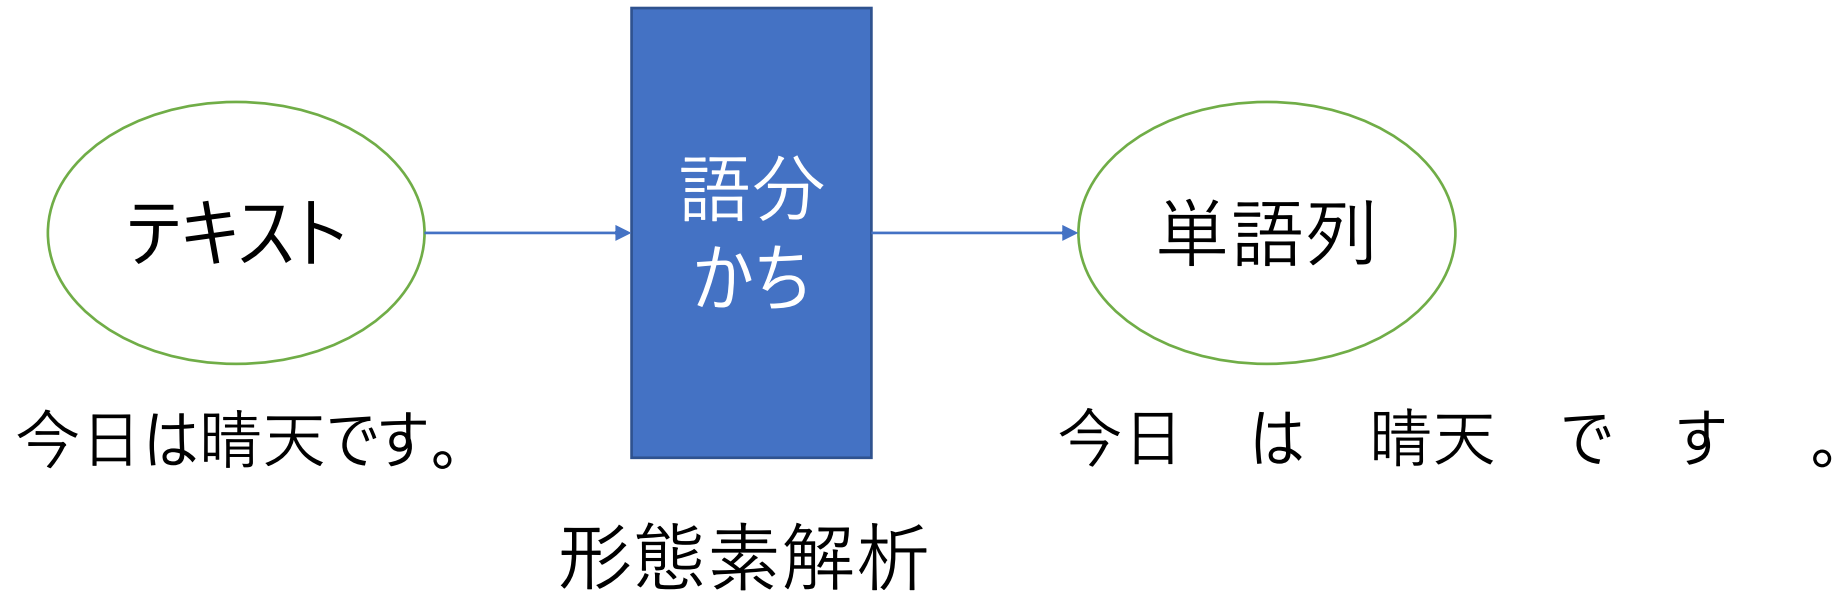 テキスト
語分
かち
単語列
今日は晴天です。
今日　は　晴天　で　す　。
形態素解析